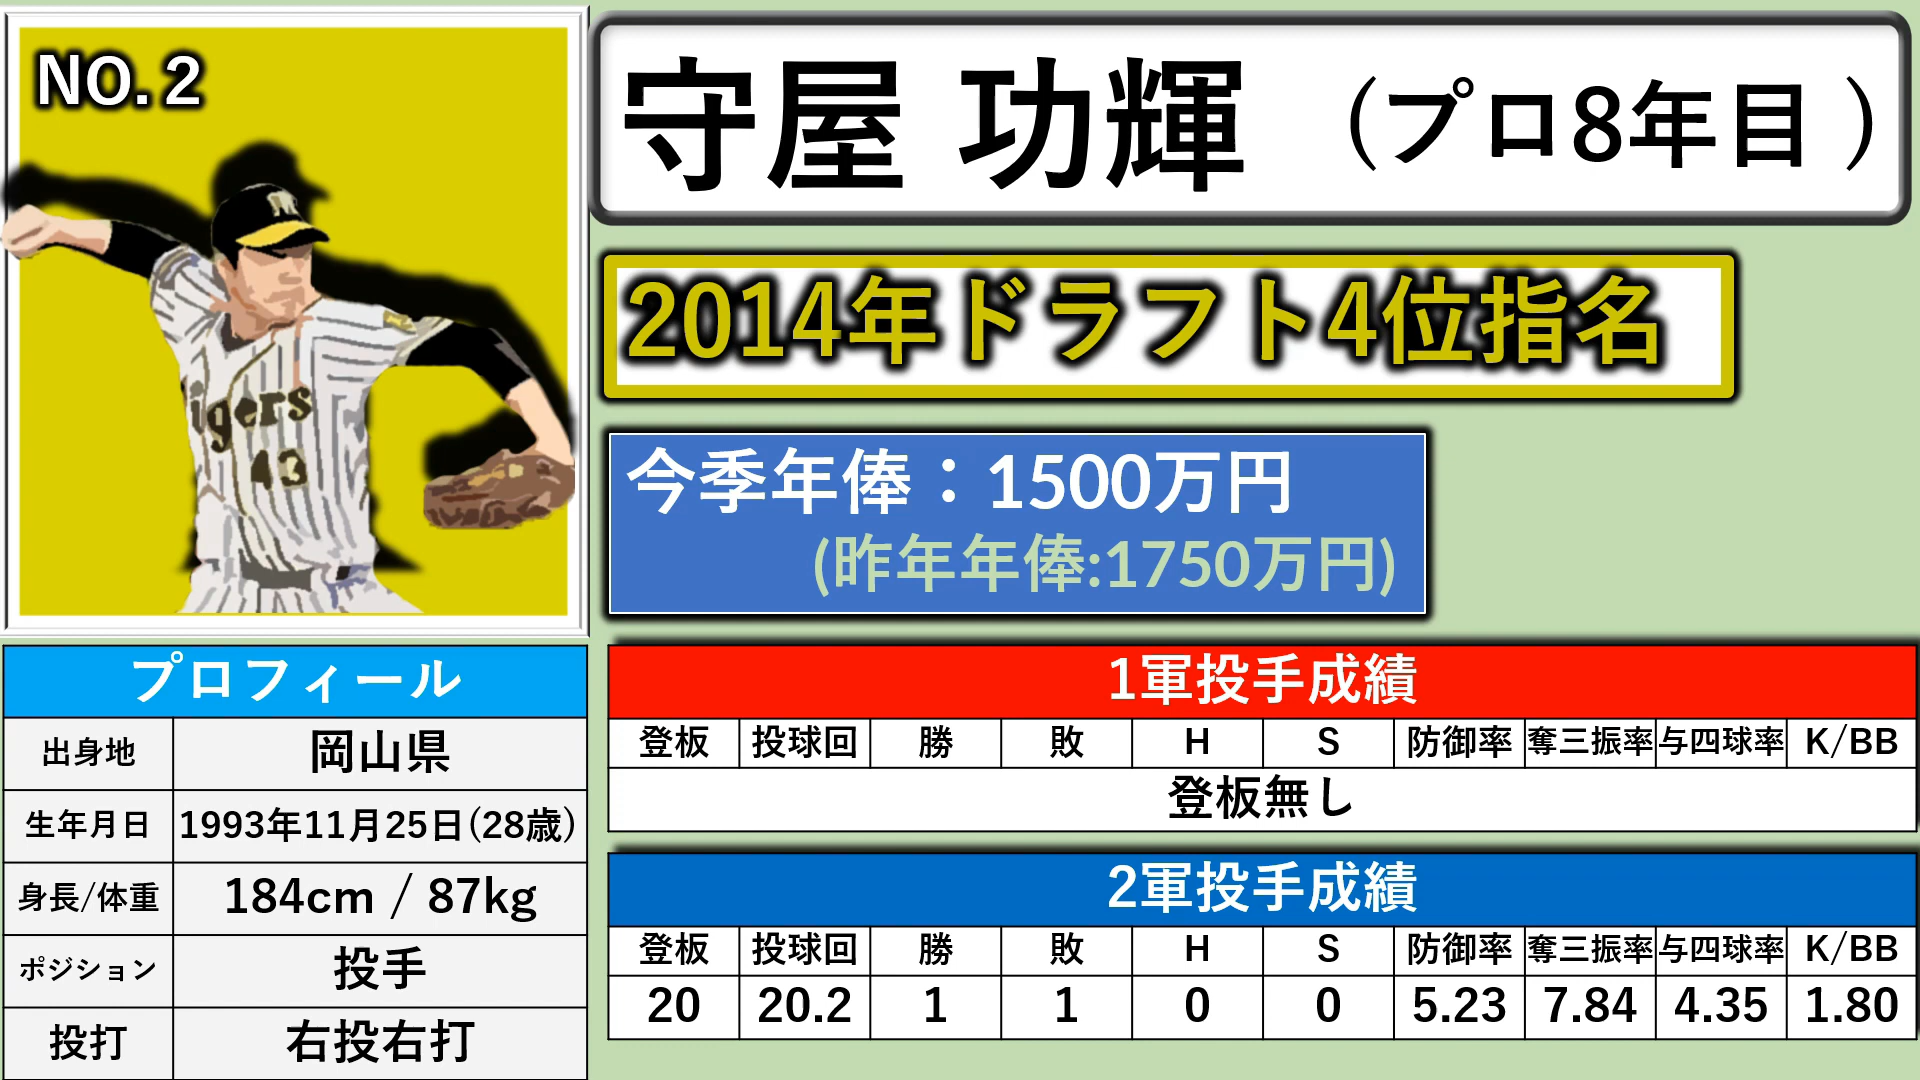 NO. 2
守屋 功輝 (プロ8年目 )
2014年ドラフト4位指名
今季年俸：1500万円
(昨年年俸:1750万円)
M
igers
43
プロフィール
出身地 岡山県
生年月日 1993年11月25日(28歳)
身長/体重 184cm / 87kg
ポジション 投手
投打 右投右打
1軍投手成績
登板 投球回 勝 敗 H S 防御率 奪三振率 与四球率 K/BB
登板無し
2軍投手成績
登板 投球回 勝 敗 H S 防御率 奪三振率 与四球率 K/BB
20 20.2 1 1 0 0 5.23 7.84 4.35 1.80